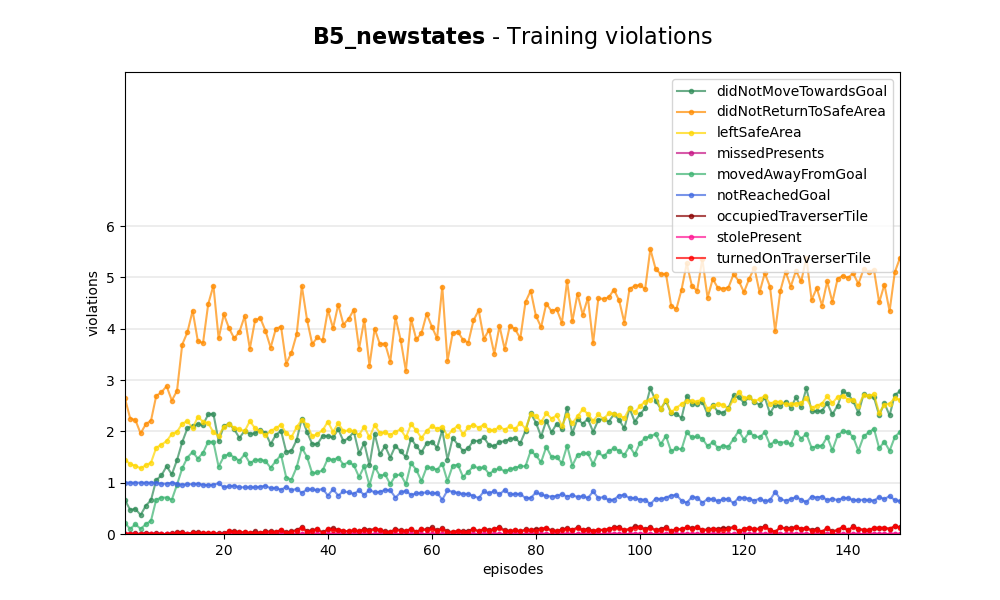 B5_newstates - Training violations
didNotMoveTowardsGoal
didNotReturnToSafeArea
leftSafeArea
missedPresents
movedAwayFromGoal
notReachedGoal
occupiedTraverserTile
stolePresent
turnedOnTraverserTile
6
5
4
3
2
1
0
violations
20 40 60 80 100 120 140
episodes